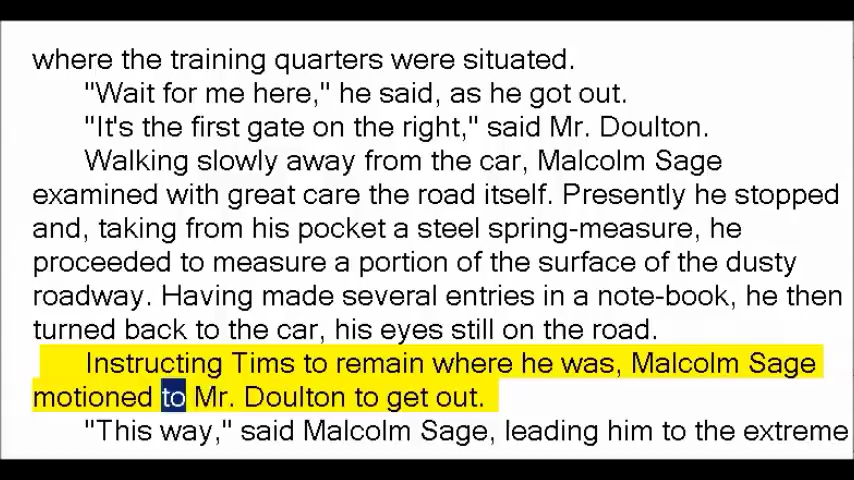 where the training quarters were situated.
"Wait for me here," he said, as he got out.
"It's the first gate on the right," said Mr. Doulton.
Walking slowly away from the car, Malcolm Sage
examined with great care the road itself. Presently he stopped
and, taking from his pocket a steel spring-measure, he
proceeded to measure a portion of the surface of the dusty
roadway. Having made several entries in a note-book, he then
turned back to the car, his eyes still on the road.
Instructing Tims to remain where he was, Malcolm Sage
motioned to Mr. Doulton to get out.
"This way," said Malcolm Sage, leading him to the extreme